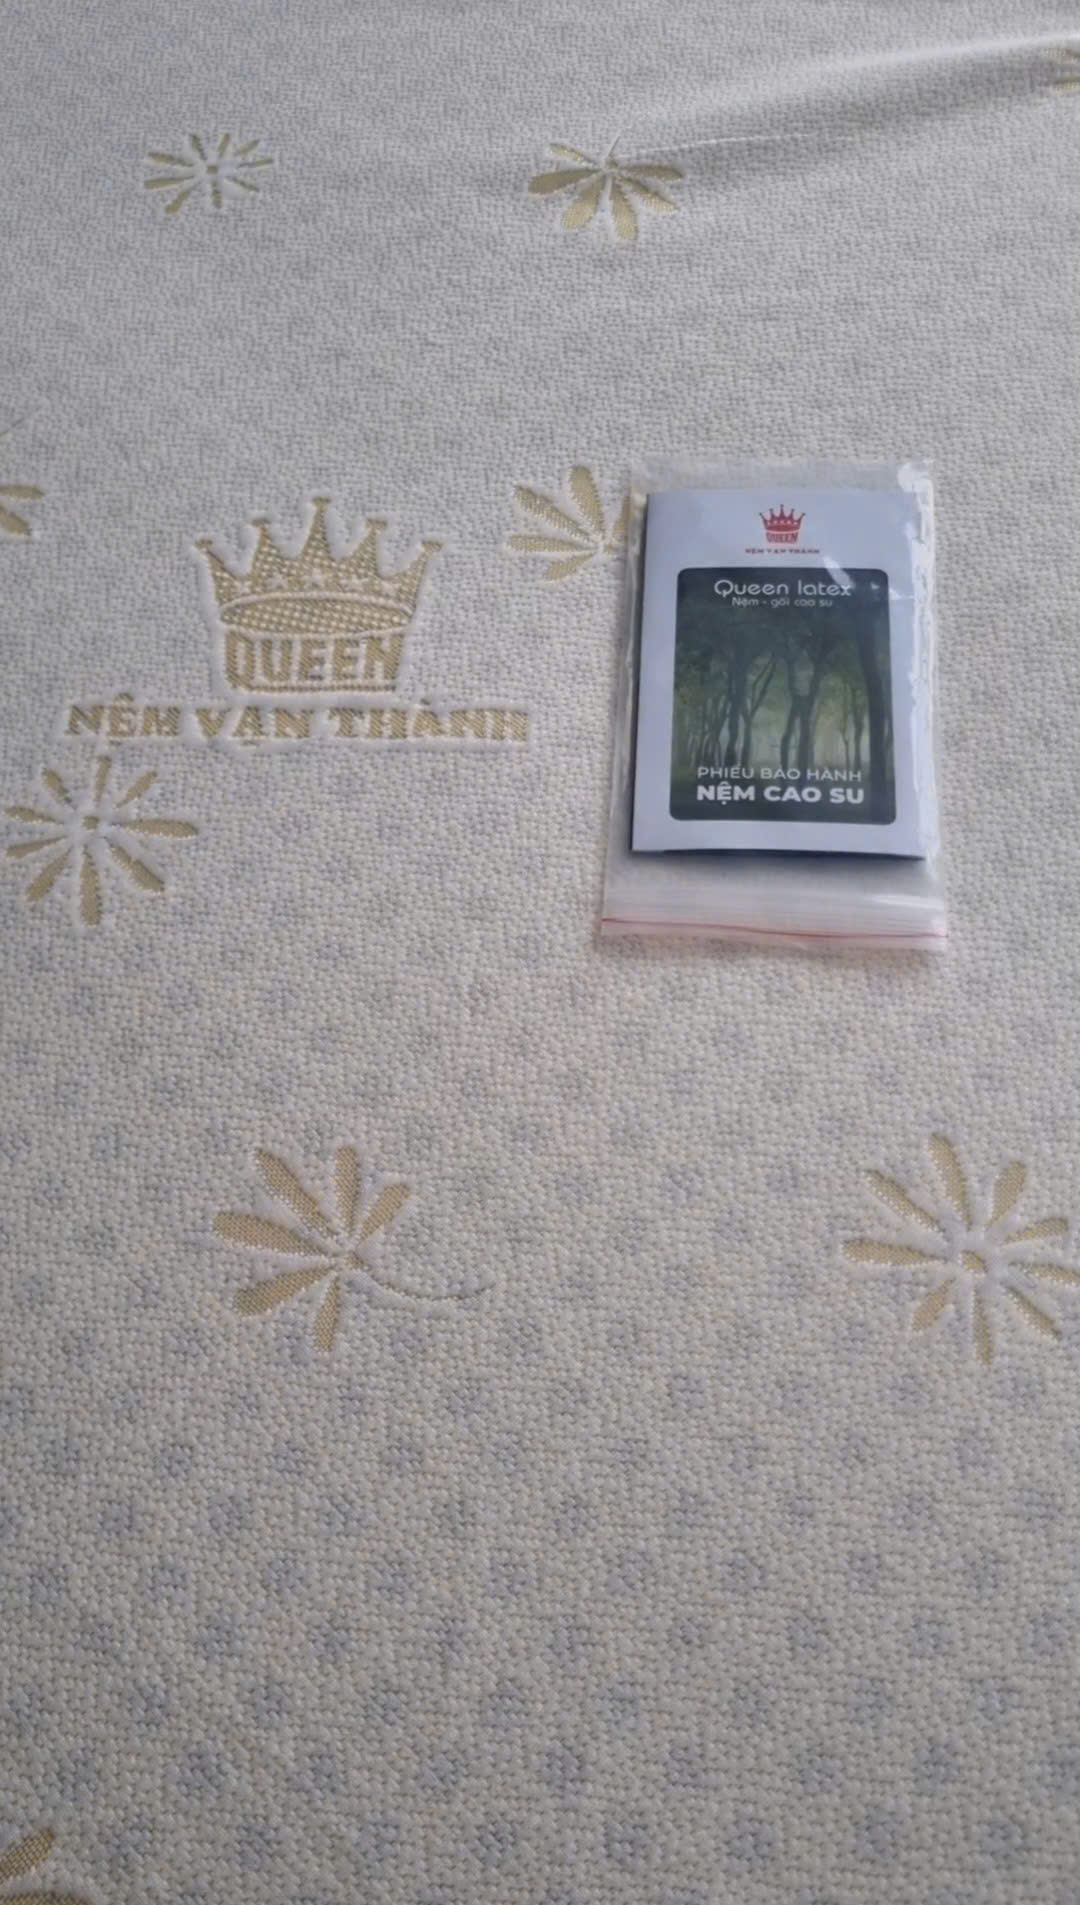 QUEEN
NỆM VẠN THÀNH
QUEEN
NỆM VẠN THÀNH
Queen latex
Nệm - gối cao su
PHIẾU BẢO HÀNH
NỆM CAO SU